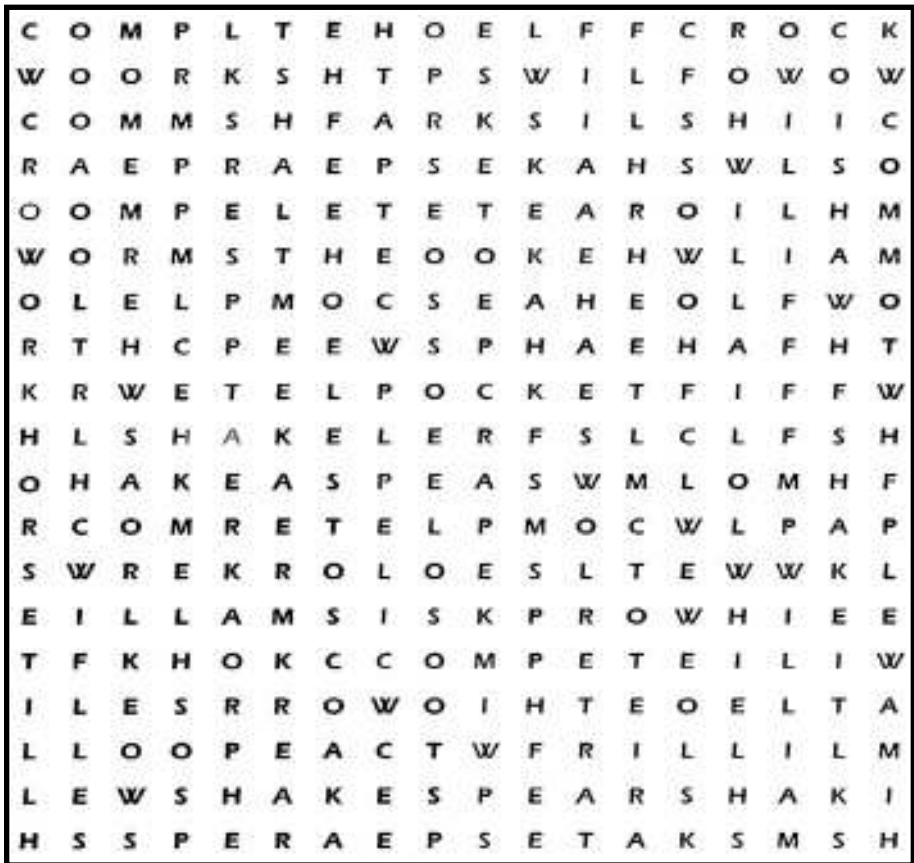 C O M P L T E H O E L F F C R O C K
W O O R K S H T P S W I L F O W O W
C O M M S H F A R K S I L S H I I C
R A E P R A E P S E K A H S W L S O
O O M P E L E T E T E A R O I L H M
W O R M S T H E O O K E H W L I A M
O L E L P M O C S E A H E O L F W O
R T H C P E E W S P H A E H A F H T
K R W E T E L P O C K E T F I F F W
H L S H A K E L E R F S L C L F S H
O H A K E A S P E A S W M L O M H F
R C O M R E T E L P M O C W L P A P
S W R E K R O L O E S L T E W W K L
E I L L A M S I S K P R O W H I E E
T F K H O K C C O M P E T E I L I W
I L E S R R O W O I H T E O E L T A
L L O O P E A C T W F R I L L I L M
L E W S H A K E S P E A R S H A K I
H S S P E R A E P S E T A K S M S H